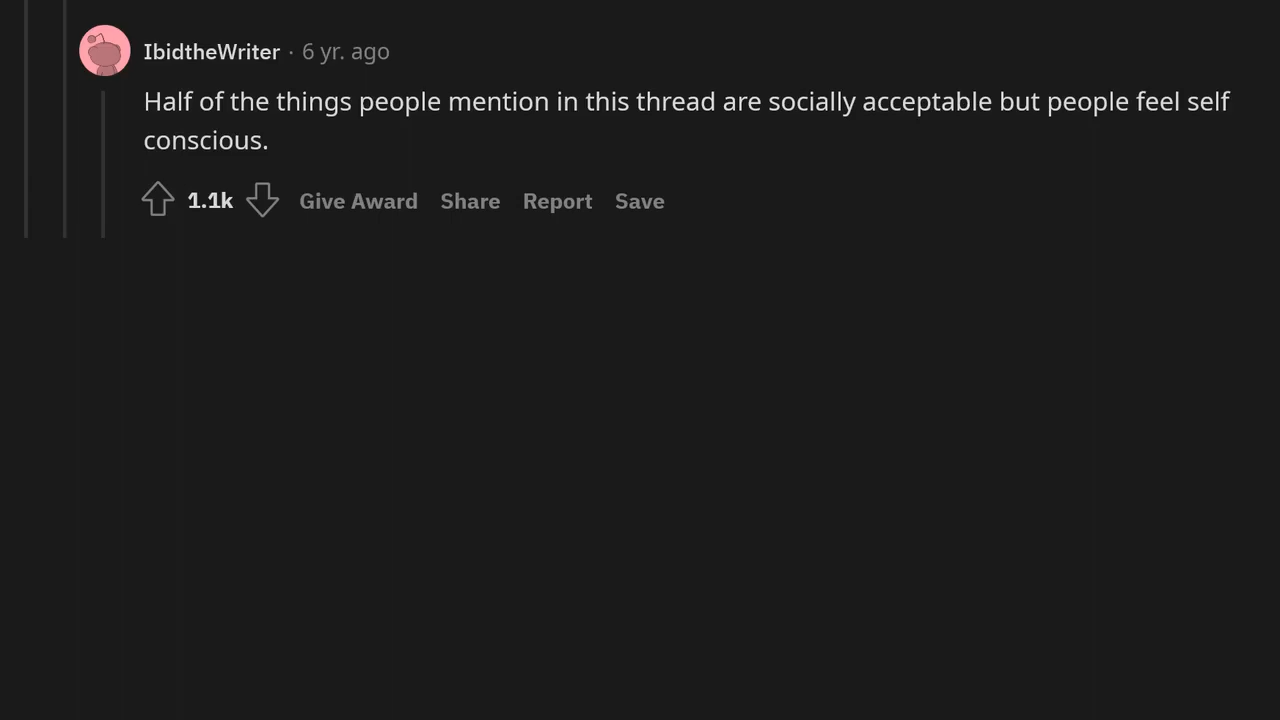 IbidtheWriter · 6 yr. ago
Half of the things people mention in this thread are socially acceptable but people feel self
conscious.
1.1k Give Award Share Report Save